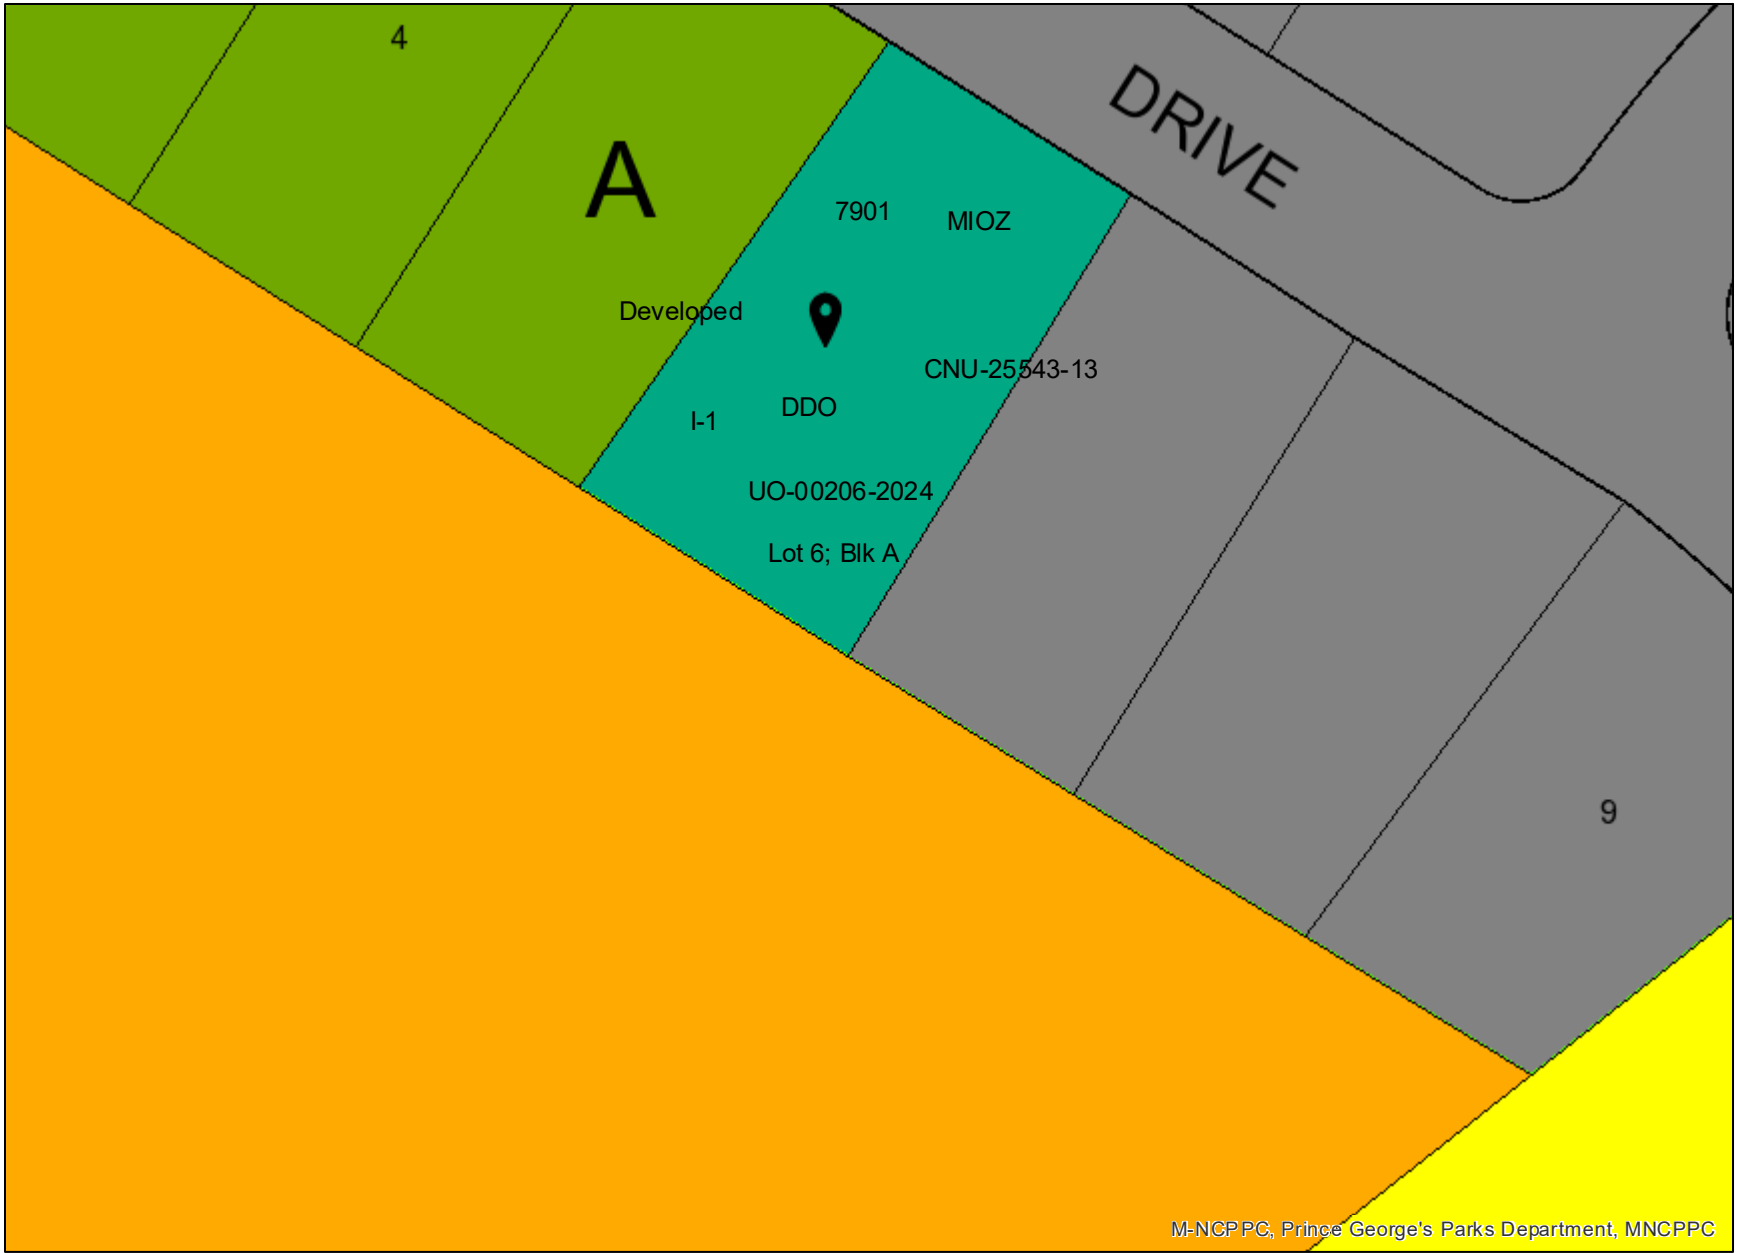 4
DRIVE
A
7901
MIOZ
Developed
CNU-25543-13
DDO
I-1
UO-00206-2024
Lot 6; Blk A
9
M-NCPPC, Prince George's Parks Department, MNCPPC